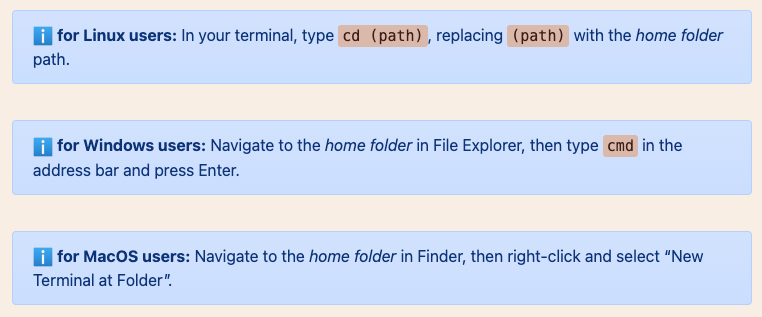 ℹ️ for Linux users: In your terminal, type cd (path), replacing (path) with the home folder
path.
ℹ️ for Windows users: Navigate to the home folder in File Explorer, then type cmd in the
address bar and press Enter.
ℹ️ for MacOS users: Navigate to the home folder in Finder, then right-click and select “New
Terminal at Folder”.